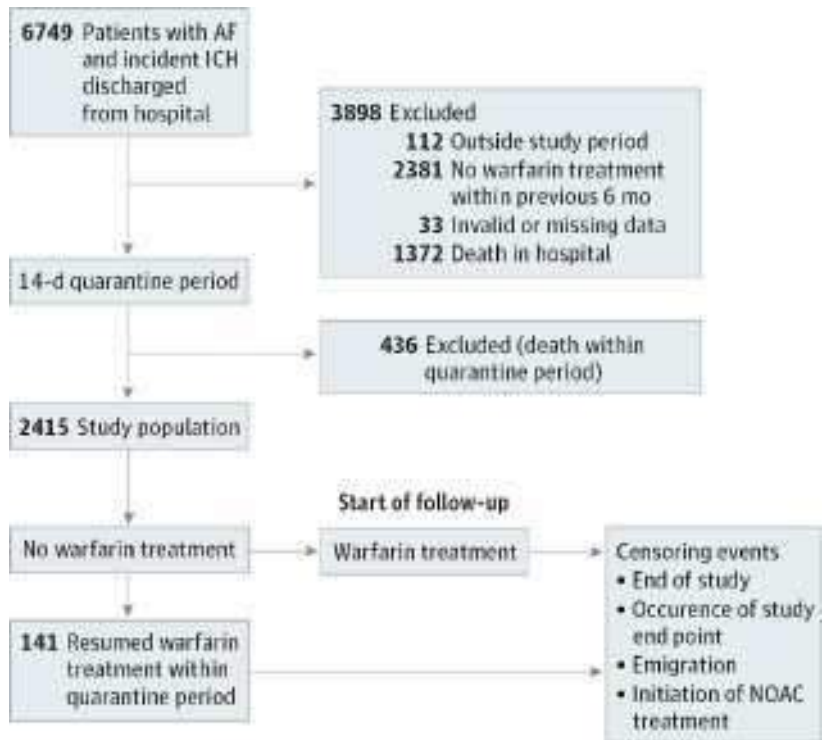 6749 Patients with AF
and incident ICH
discharged
from hospital
3898 Excluded
112 Outside study period
2381 No warfarin treatment
within previous 6 mo
33 Invalid or missing data
1372 Death in hospital
14-d quarantine period
436 Excluded (death within
quarantine period)
2415 Study population
Start of follow-up
No warfarin treatment
Warfarin treatment
Censoring events
• End of study
• Occurence of study
end point
• Emigration
• Initiation of NOAC
treatment
141 Resumed warfarin
treatment within
quarantine period